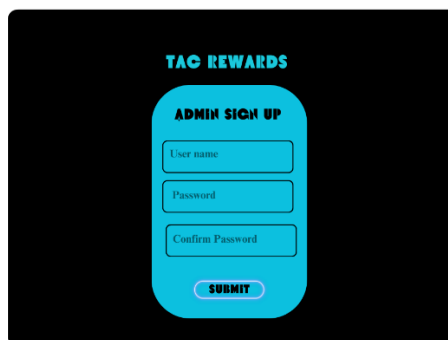 TAC REWARDS
ADMIN SIGN UP
User name
Password
Confirm Password
SUBMIT